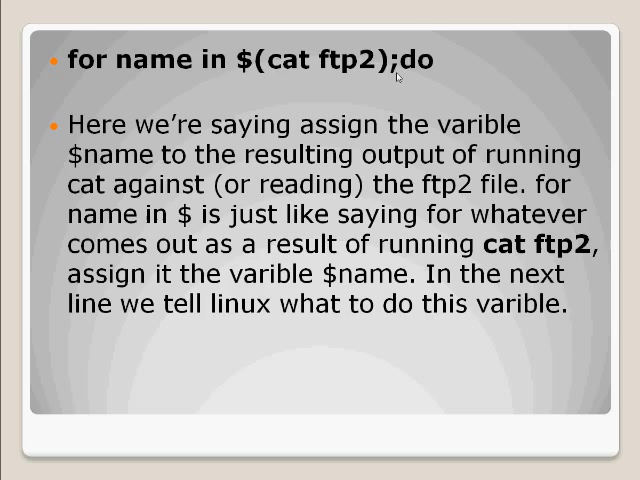 for name in $(cat ftp2);do
Here we’re saying assign the varible
$name to the resulting output of running
cat against (or reading) the ftp2 file. for
name in $ is just like saying for whatever
comes out as a result of running cat ftp2,
assign it the varible $name. In the next
line we tell linux what to do this varible.